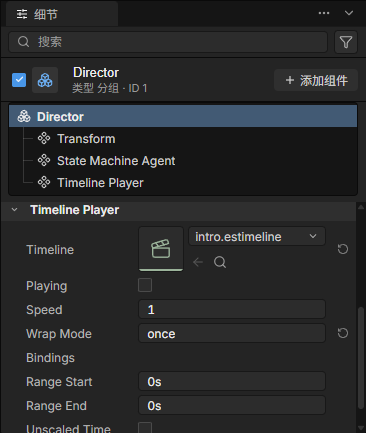 细节
搜索
Director
类型 分组 · ID 1
+ 添加组件
Director
Transform
State Machine Agent
Timeline Player
Timeline Player
Timeline
intro.estimeline
Playing
Speed
1
Wrap Mode
once
Bindings
Range Start
0s
Range End
0s
Unscaled Time